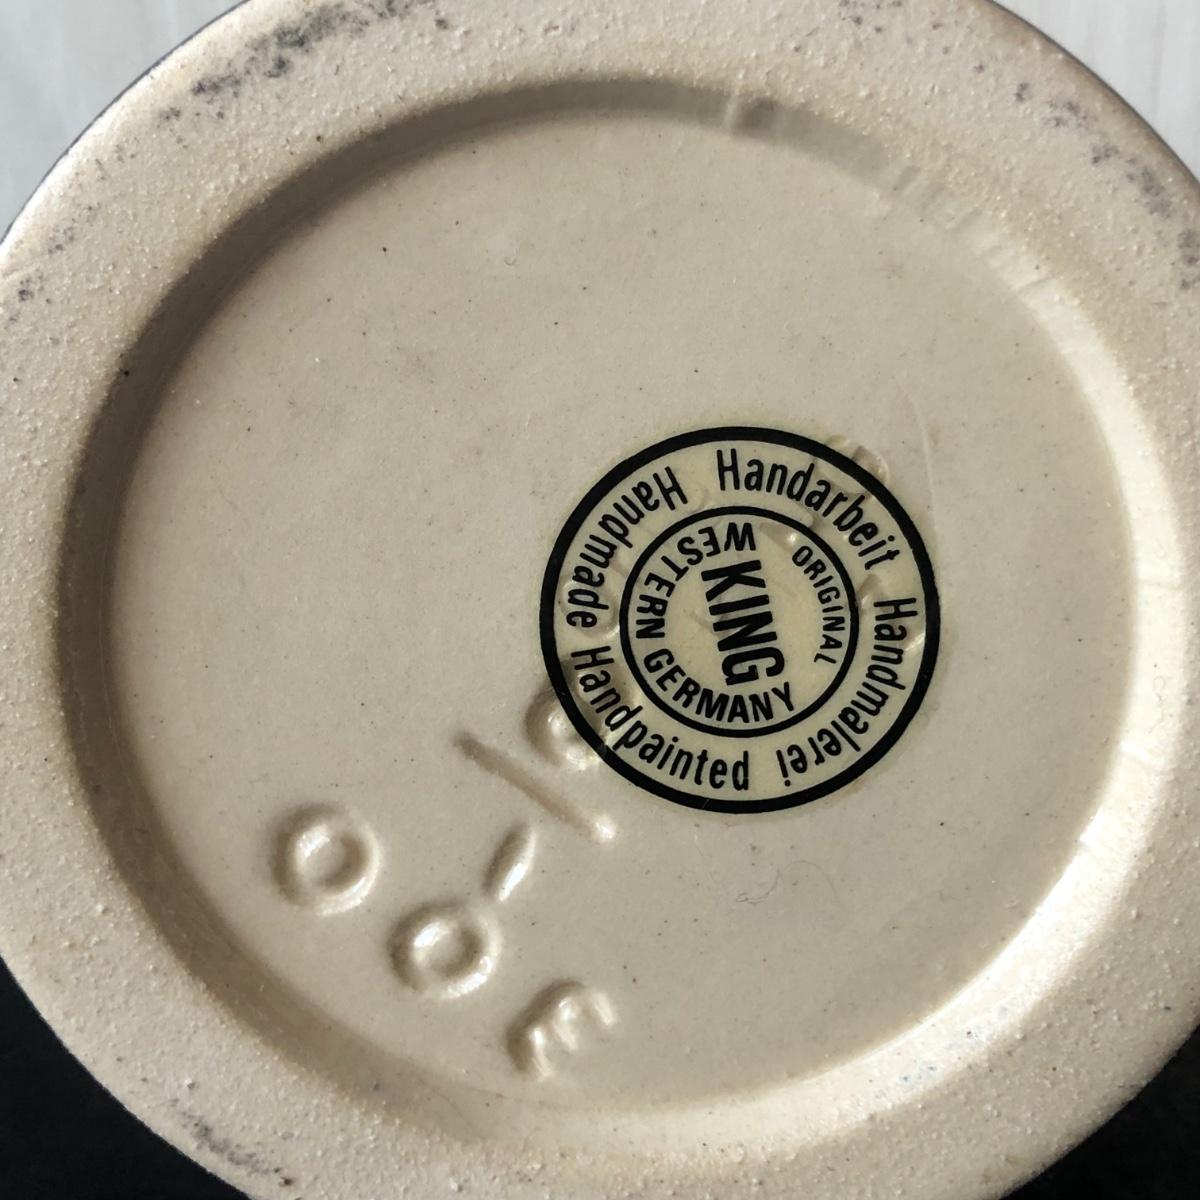 Handarbeit Handmalerei Handpainted Handmade
ORIGINAL
KING
WESTERN GERMANY
300